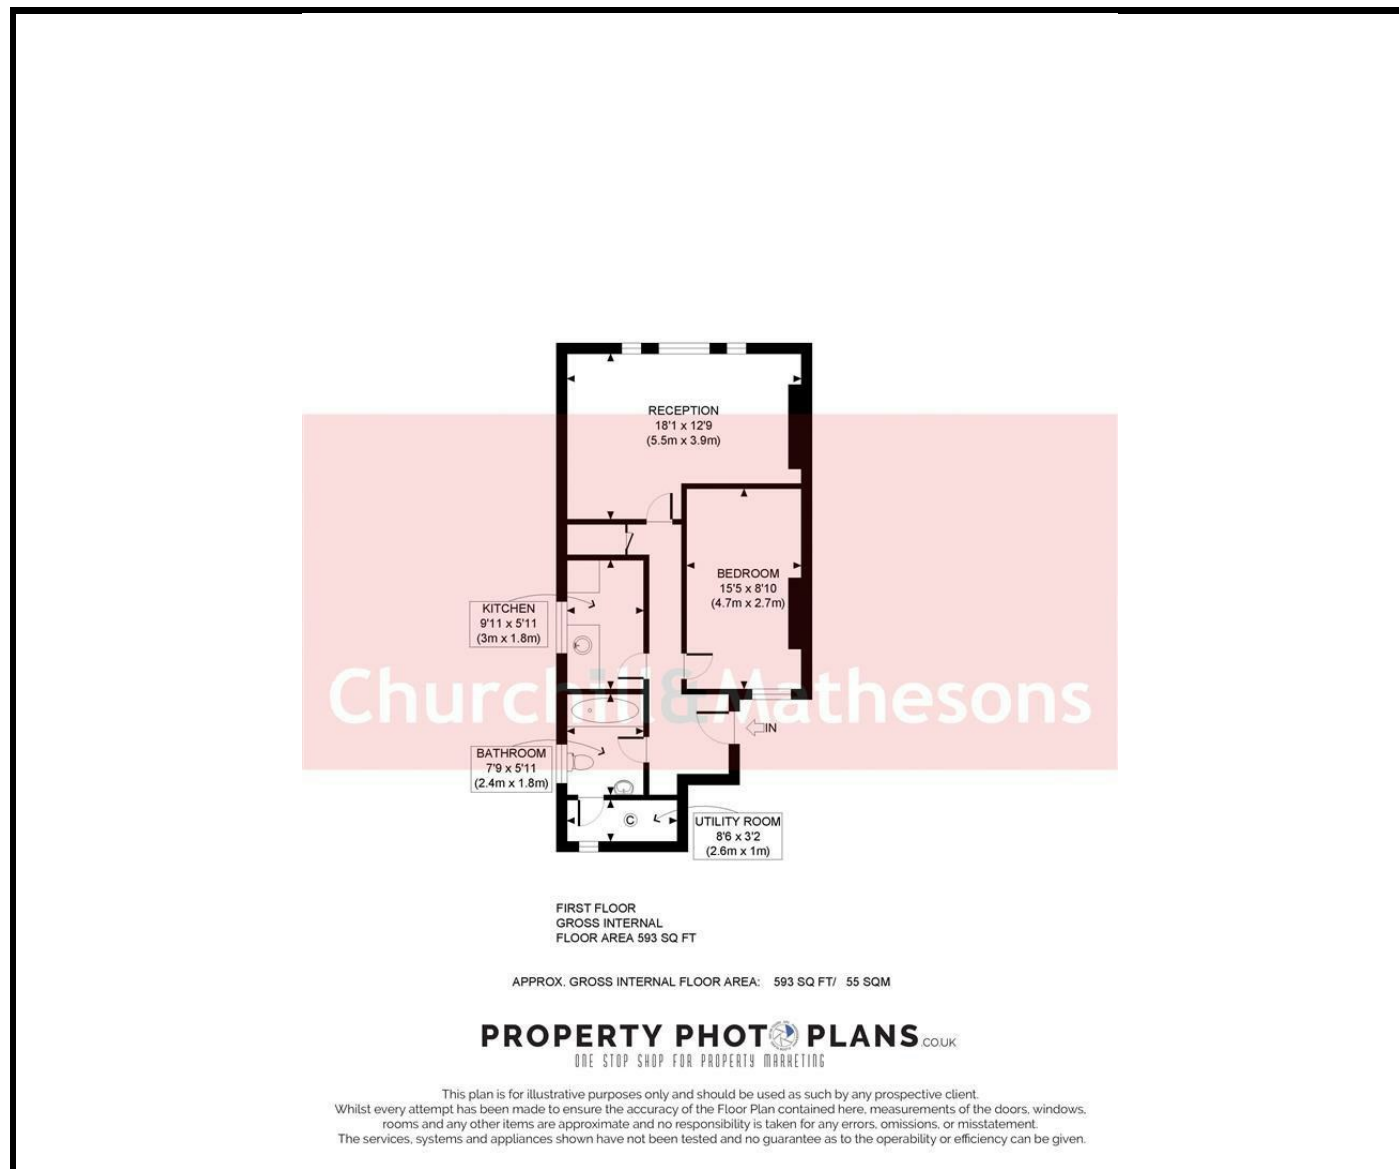 RECEPTION
18'1 x 12'9
(5.5m x 3.9m)
BEDROOM
15'5 x 8'10
(4.7m x 2.7m)
KITCHEN
9'11 x 5'11
(3m x 1.8m)
Churchill&Mathesons
IN
BATHROOM
7'9 x 5'11
(2.4m x 1.8m)
C
UTILITY ROOM
8'6 x 3'2
(2.6m x 1m)
FIRST FLOOR
GROSS INTERNAL
FLOOR AREA 593 SQ FT
APPROX. GROSS INTERNAL FLOOR AREA: 593 SQ FT/ 55 SQM
PROPERTY PHOTO PLANS.CO.UK
ONE STOP SHOP FOR PROPERTY MARKETING
This plan is for illustrative purposes only and should be used as such by any prospective client.
Whilst every attempt has been made to ensure the accuracy of the Floor Plan contained here, measurements of the doors, windows,
rooms and any other items are approximate and no responsibility is taken for any errors, omissions, or misstatement.
The services, systems and appliances shown have not been tested and no guarantee as to the operability or efficiency can be given.